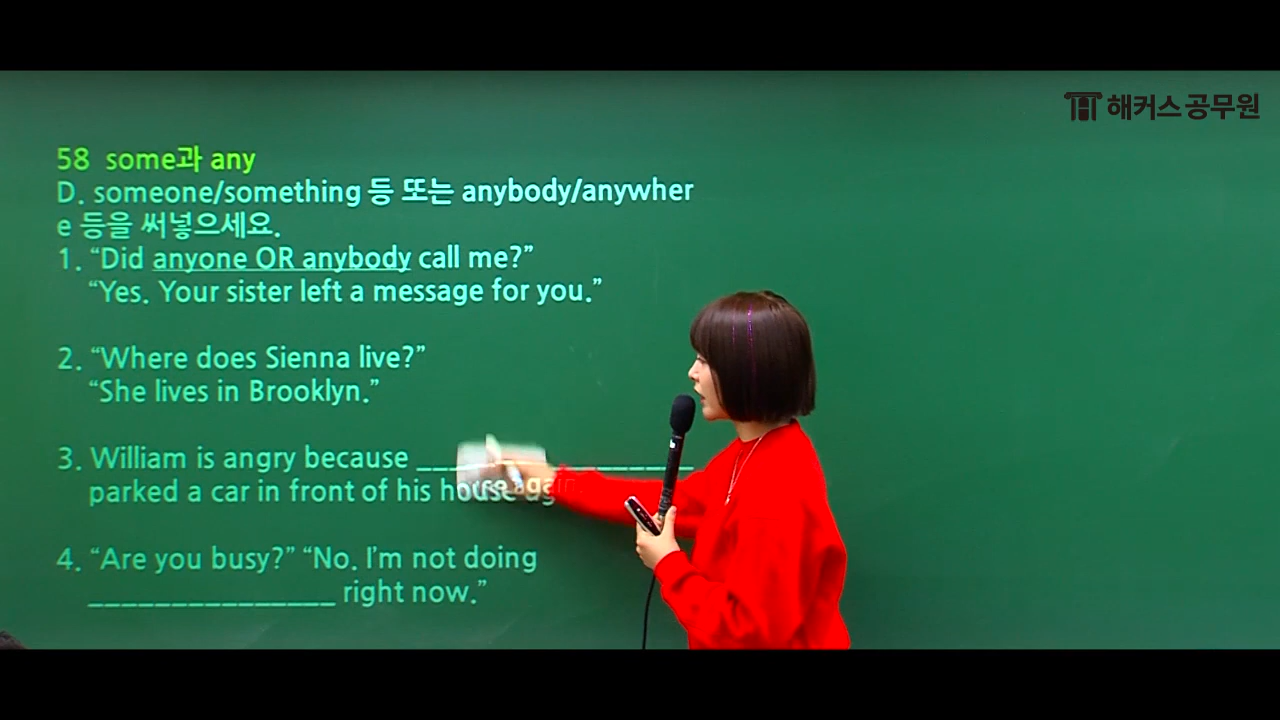 해커스 공무원
58 some과 any
D. someone/something 등 또는 anybody/anywher
e 등을 써넣으세요.
1. “Did anyone OR anybody call me?”
“Yes. Your sister left a message for you.”
2. “Where does Sienna live?”
“She lives in Brooklyn.”
3. William is angry because _______________
parked a car in front of his house again.
4. “Are you busy?” “No. I’m not doing
_______________ right now.”